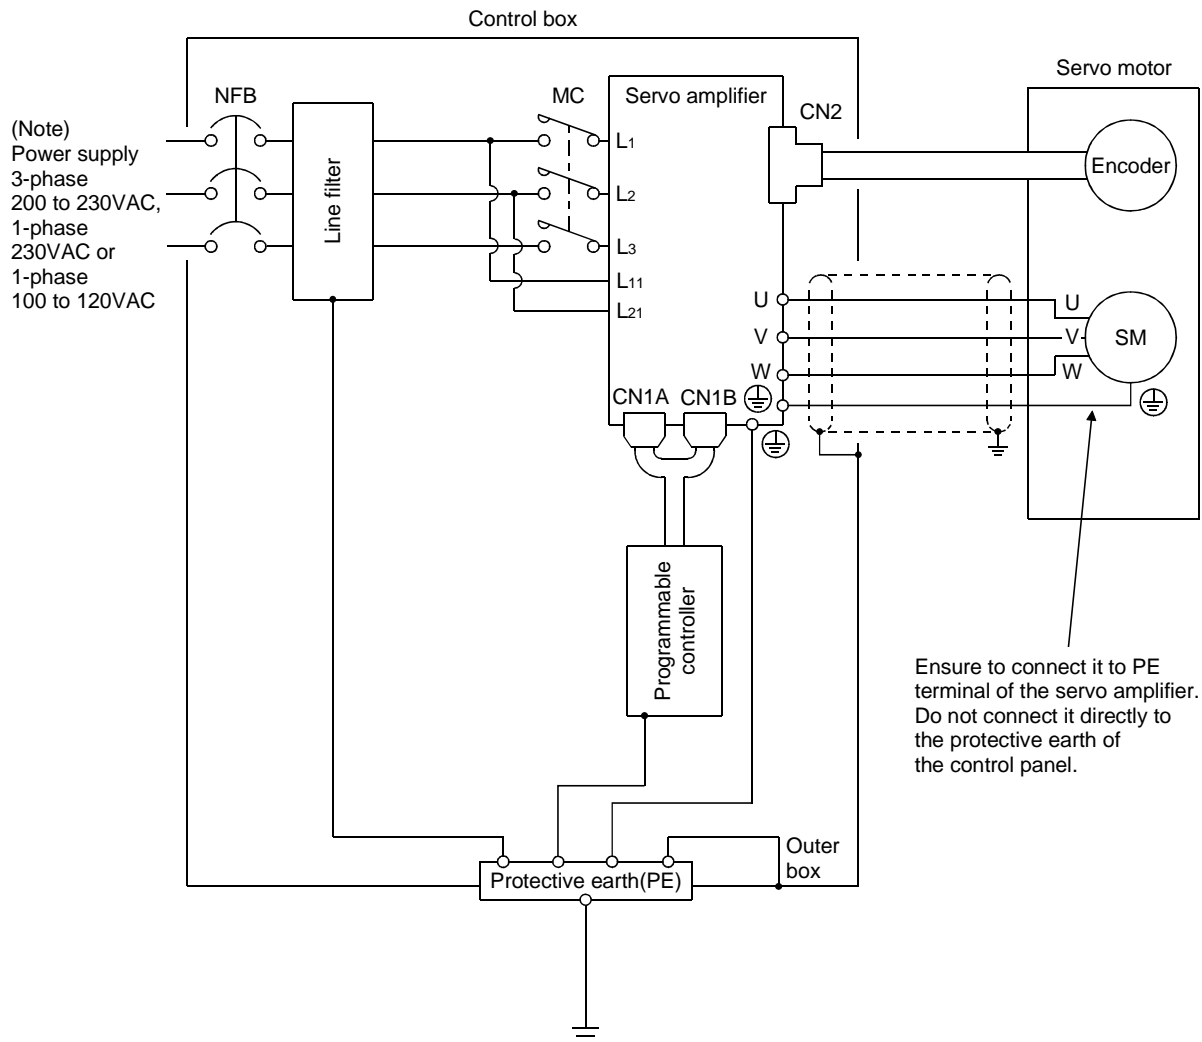 Control box
Servo motor
NFB
MC
Servo amplifier
CN2
(Note)
Power supply
3-phase
200 to 230VAC,
1-phase
230VAC or
1-phase
100 to 120VAC
Line filter
L1
L2
L3
L11
L21
Encoder
U
V
W
U
V
W
SM
CN1A
CN1B
Programmable
controller
Ensure to connect it to PE
terminal of the servo amplifier.
Do not connect it directly to
the protective earth of
the control panel.
Outer
box
Protective earth(PE)